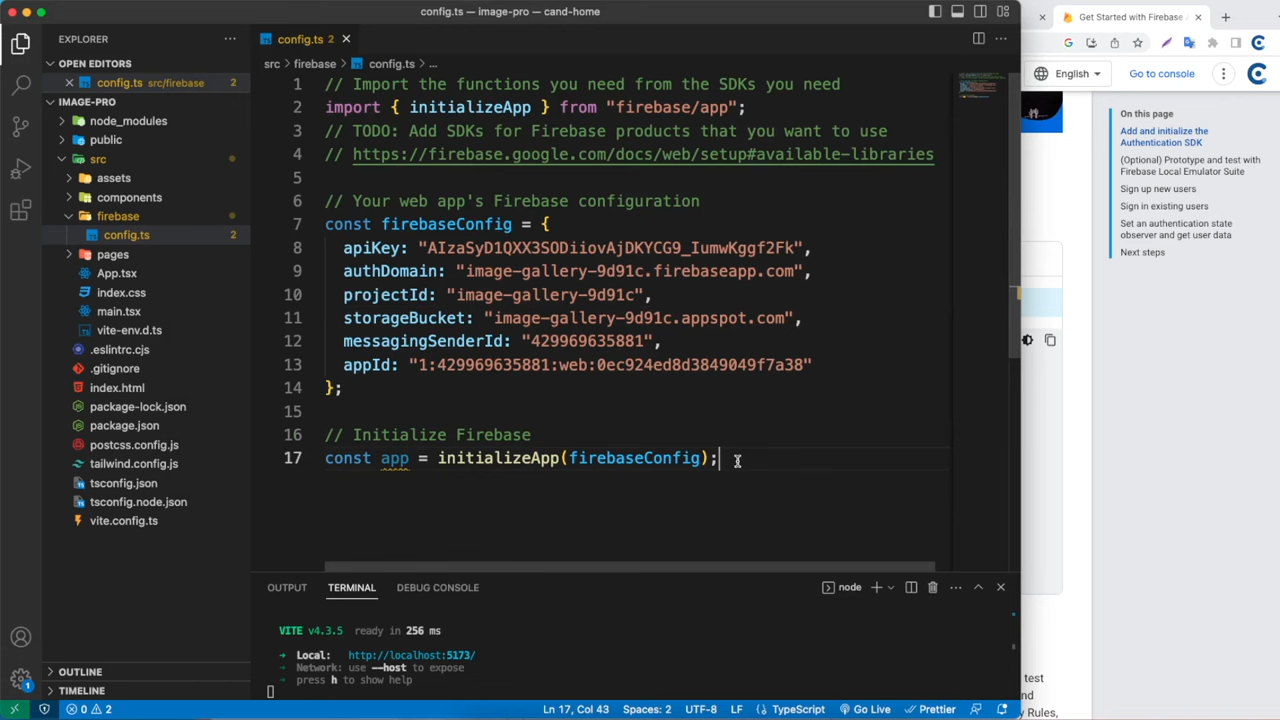 config.ts — image-pro — cand-home
Get Started with Firebase A
EXPLORER
config.ts 2
English
Go to console
OPEN EDITORS
config.ts src/firebase 2
src > firebase > config.ts > ...
IMAGE-PRO
node_modules
public
src
assets
components
firebase
config.ts 2
pages
App.tsx
index.css
main.tsx
vite-env.d.ts
.eslintrc.cjs
.gitignore
index.html
package-lock.json
package.json
postcss.config.js
tailwind.config.js
tsconfig.json
tsconfig.node.json
vite.config.ts
OUTLINE
TIMELINE
1 // Import the functions you need from the SDKs you need
2 import { initializeApp } from "firebase/app";
3 // TODO: Add SDKs for Firebase products that you want to use
4 // https://firebase.google.com/docs/web/setup#available-libraries
5
6 // Your web app's Firebase configuration
7 const firebaseConfig = {
8 apiKey: "AIzaSyD1QXX3SODiiovAjDKYCG9_IumwKggf2Fk",
9 authDomain: "image-gallery-9d91c.firebaseapp.com",
10 projectId: "image-gallery-9d91c",
11 storageBucket: "image-gallery-9d91c.appspot.com",
12 messagingSenderId: "429969635881",
13 appId: "1:429969635881:web:0ec924ed8d3849049f7a38"
14 };
15
16 // Initialize Firebase
17 const app = initializeApp(firebaseConfig);
OUTPUT TERMINAL DEBUG CONSOLE
node
VITE v4.3.5 ready in 256 ms
➜ Local: http://localhost:5173/
➜ Network: use --host to expose
➜ press h to show help
On this page
Add and initialize the
Authentication SDK
(Optional) Prototype and test with
Firebase Local Emulator Suite
Sign up new users
Sign in existing users
Set an authentication state
observer and get user data
Next steps
test
nd
y Rules,
1
0 2
Ln 17, Col 43 Spaces: 2 UTF-8 LF TypeScript Go Live Prettier